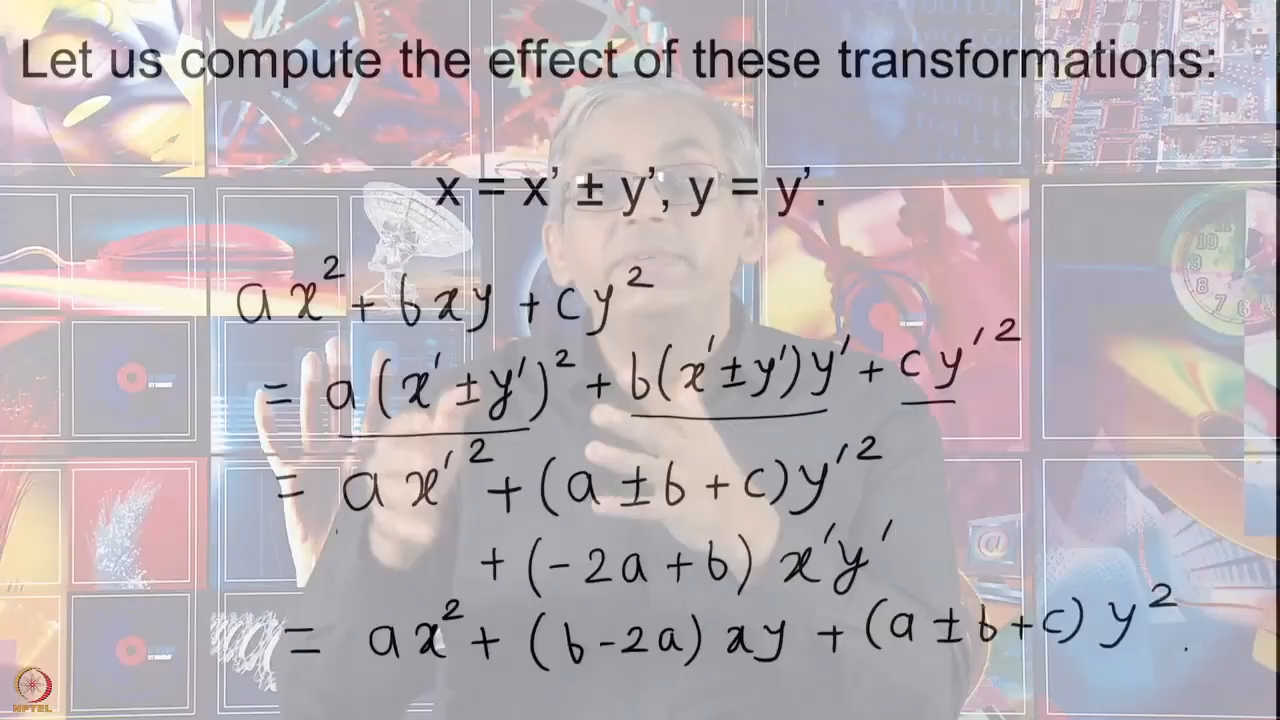 Let us compute the effect of these transformations:
x = x’ ± y’, y = y’.
ax² + bxy + cy²
= a(x′ ± y′)² + b(x′ ± y′)y′ + cy′²
= ax′² + (a ± b + c)y′²
+ (-2a + b) x′y′
= ax² + (b - 2a) xy + (a ± b + c) y².
NPTEL